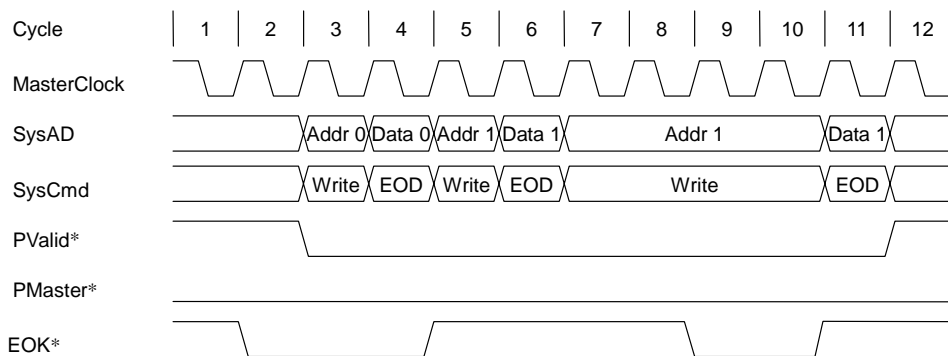 Cycle 1 2 3 4 5 6 7 8 9 10 11 12
MasterClock
SysAD Addr 0 Data 0 Addr 1 Data 1 Addr 1 Data 1
SysCmd Write EOD Write EOD Write EOD
PValid*
PMaster*
EOK*